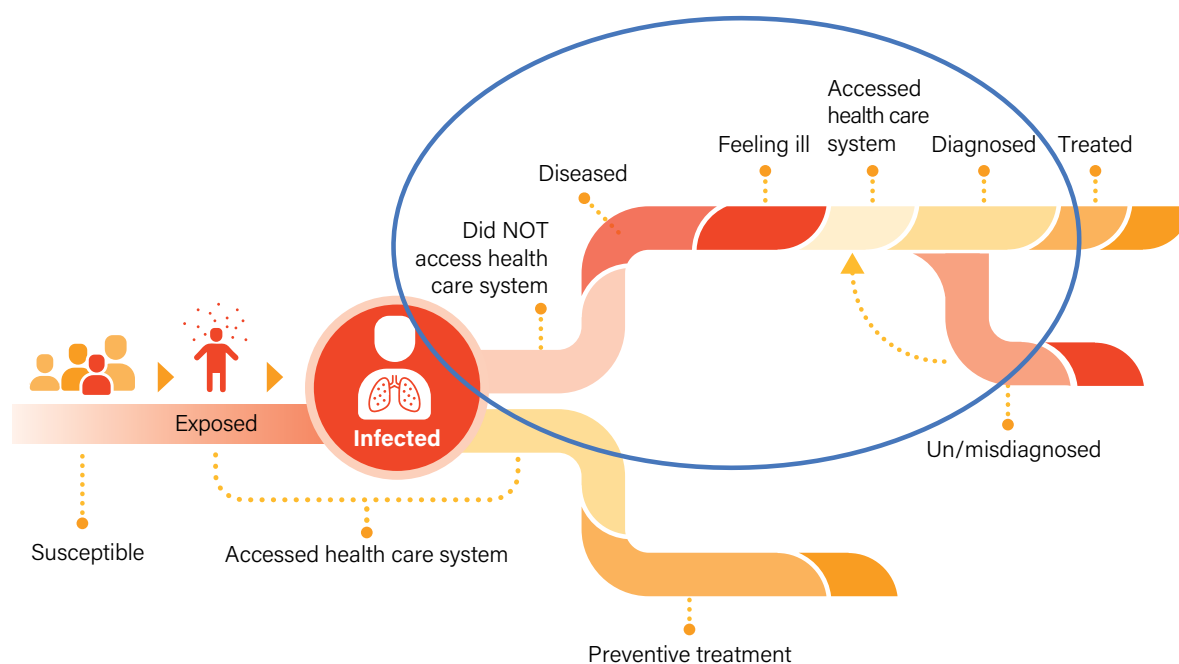 Accessed
health care
system
Feeling ill
Diagnosed
Treated
Diseased
Did NOT
access health
care system
Exposed
Infected
Un/misdiagnosed
Susceptible
Accessed health care system
Preventive treatment